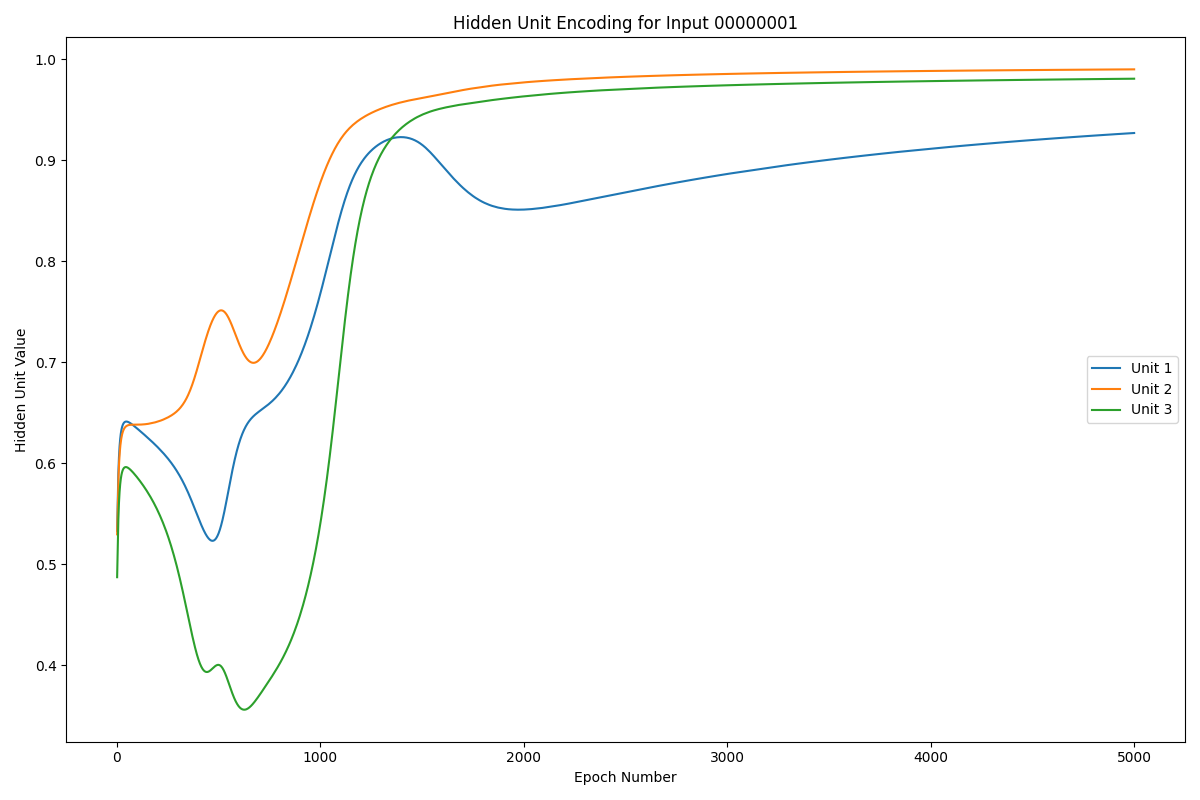 Hidden Unit Encoding for Input 00000001
Hidden Unit Value
1.0
0.9
0.8
0.7
0.6
0.5
0.4
Unit 1
Unit 2
Unit 3
0 1000 2000 3000 4000 5000
Epoch Number